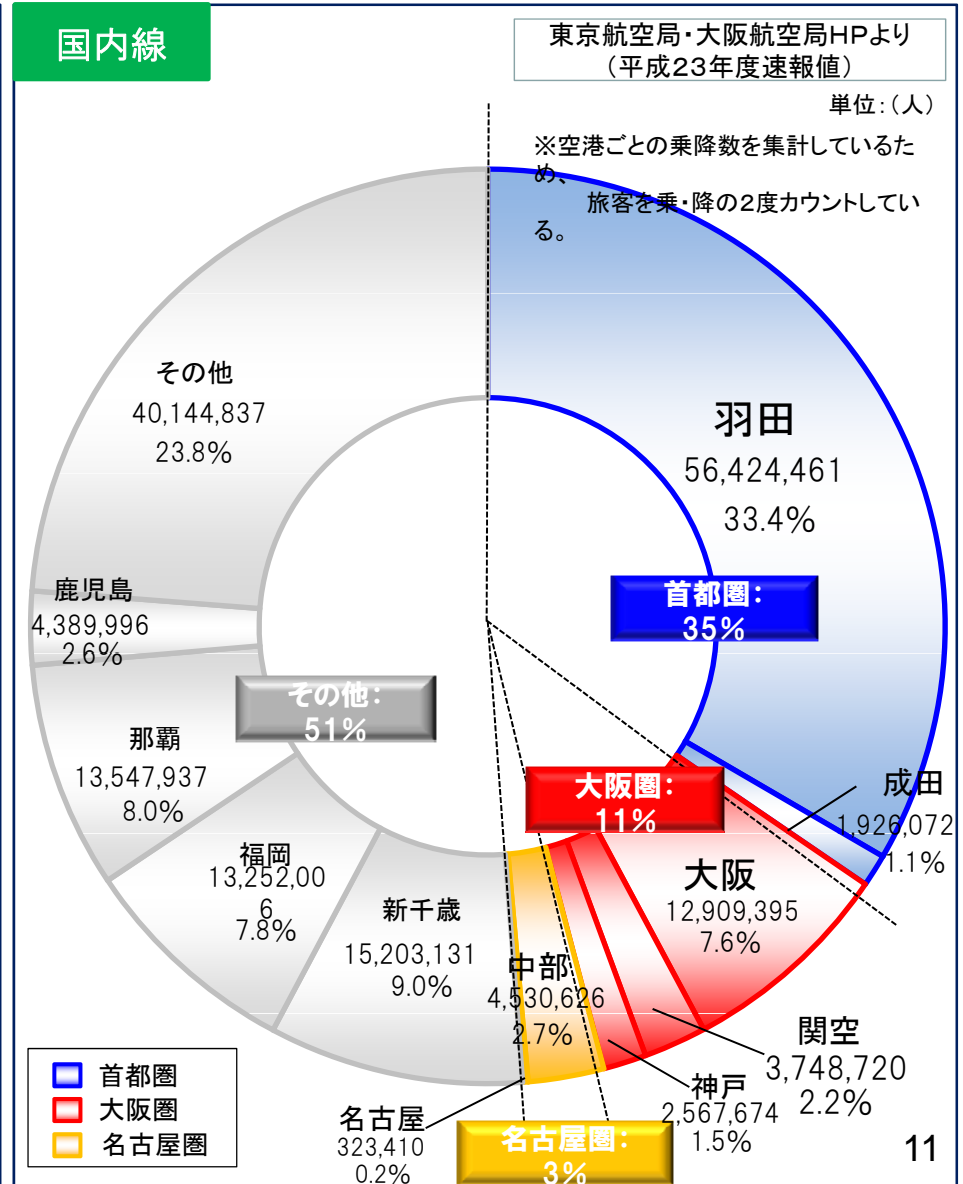 国内線
東京航空局・大阪航空局HPより
（平成23年度速報値）
単位：（人）
※空港ごとの乗降数を集計しているた
め、
旅客を乗・降の2度カウントしてい
る。
羽田
56,424,461
33.4%
首都圏：
35%
成田
1,926,072
1.1%
大阪圏：
11%
大阪
12,909,395
7.6%
関空
3,748,720
2.2%
神戸
2,567,674
1.5%
中部
4,530,626
2.7%
名古屋圏：
3%
名古屋
323,410
0.2%
新千歳
15,203,131
9.0%
福岡
13,252,00
6
7.8%
那覇
13,547,937
8.0%
鹿児島
4,389,996
2.6%
その他
40,144,837
23.8%
その他：
51%
首都圏
大阪圏
名古屋圏
11